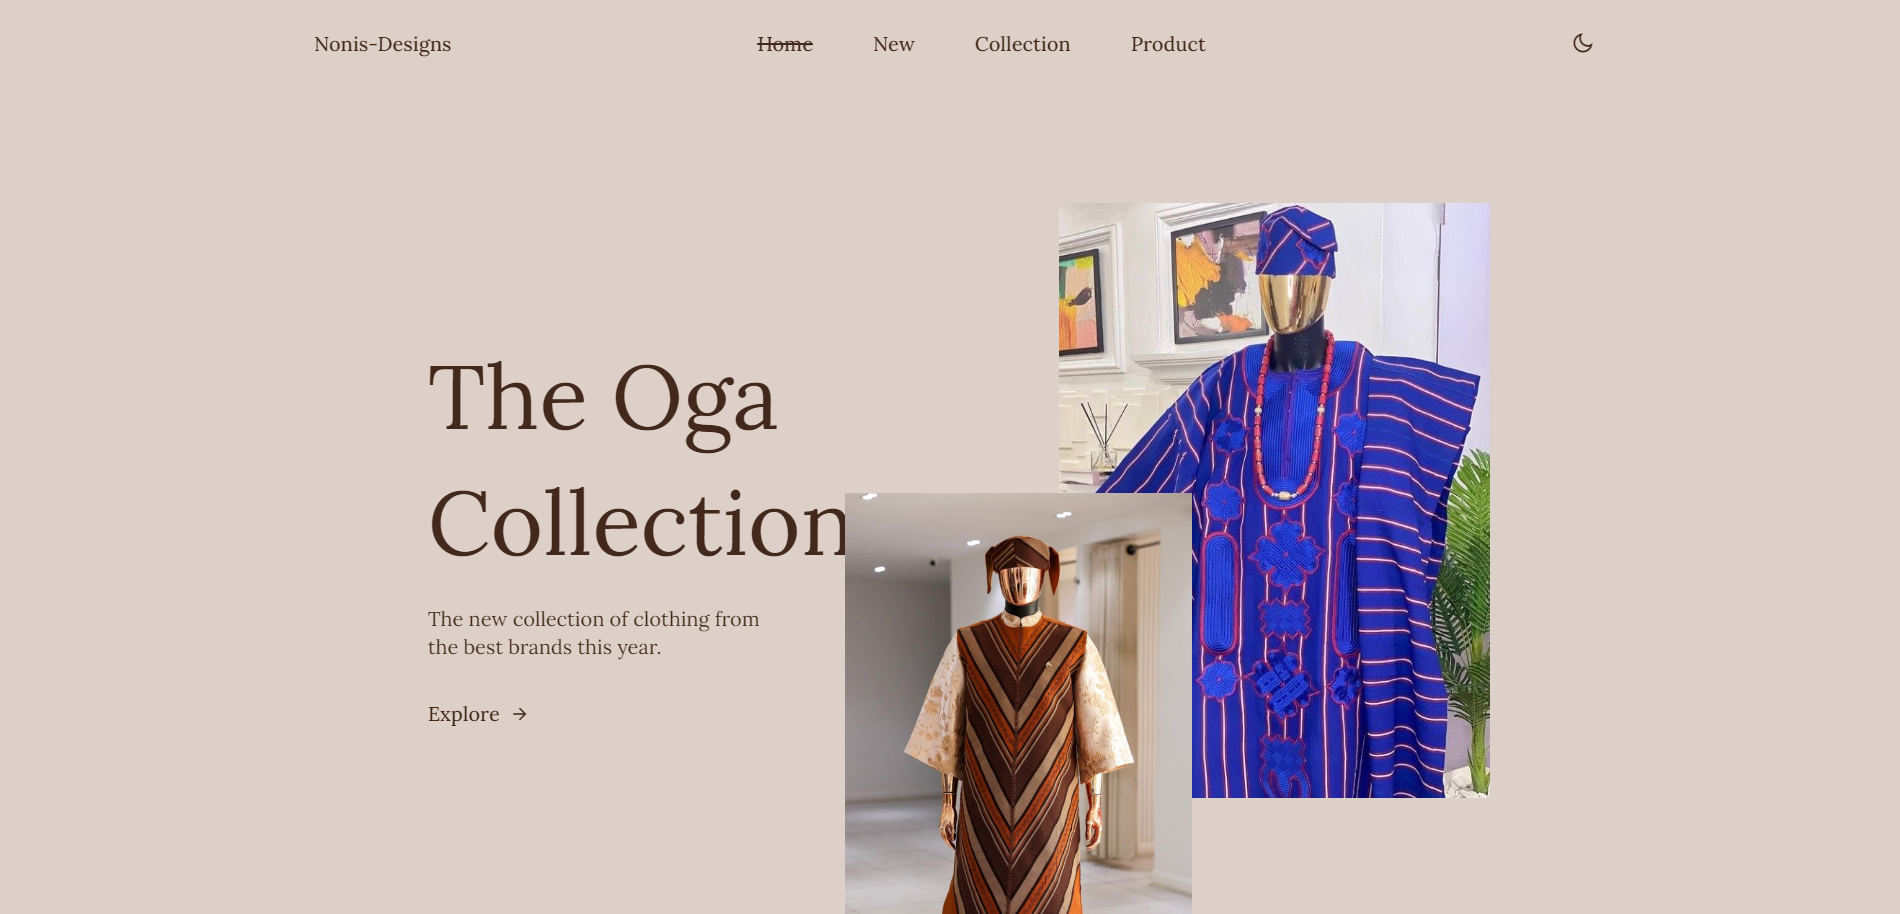 Nonis-Designs
Home
New
Collection
Product
The Oga
Collection
The new collection of clothing from
the best brands this year.
Explore